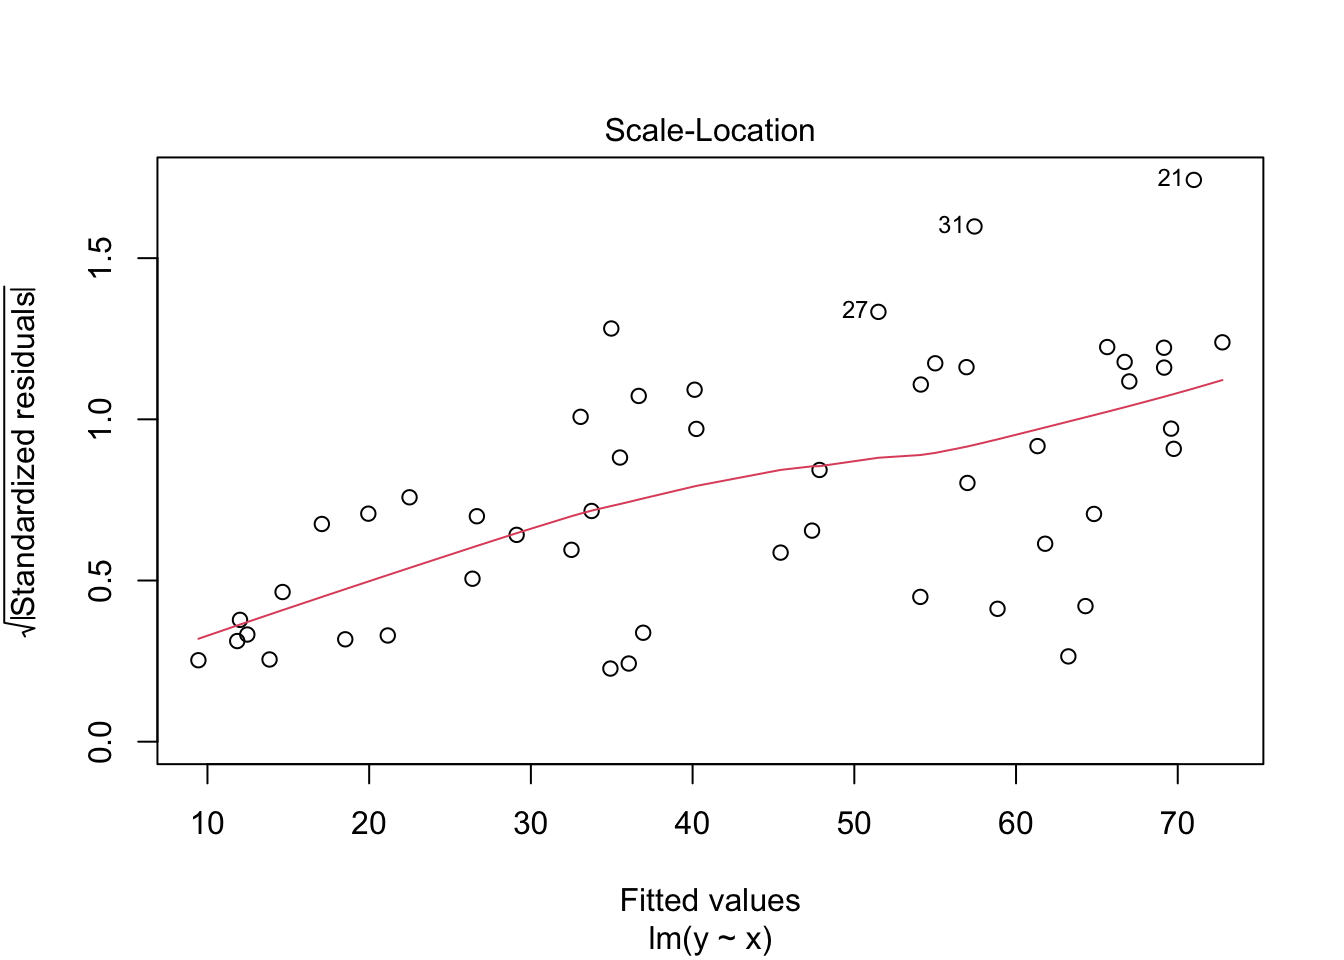 Scale-Location
√|Standardized residuals|
1.5
1.0
0.5
0.0
21
31
27
10 20 30 40 50 60 70
Fitted values
lm(y ~ x)